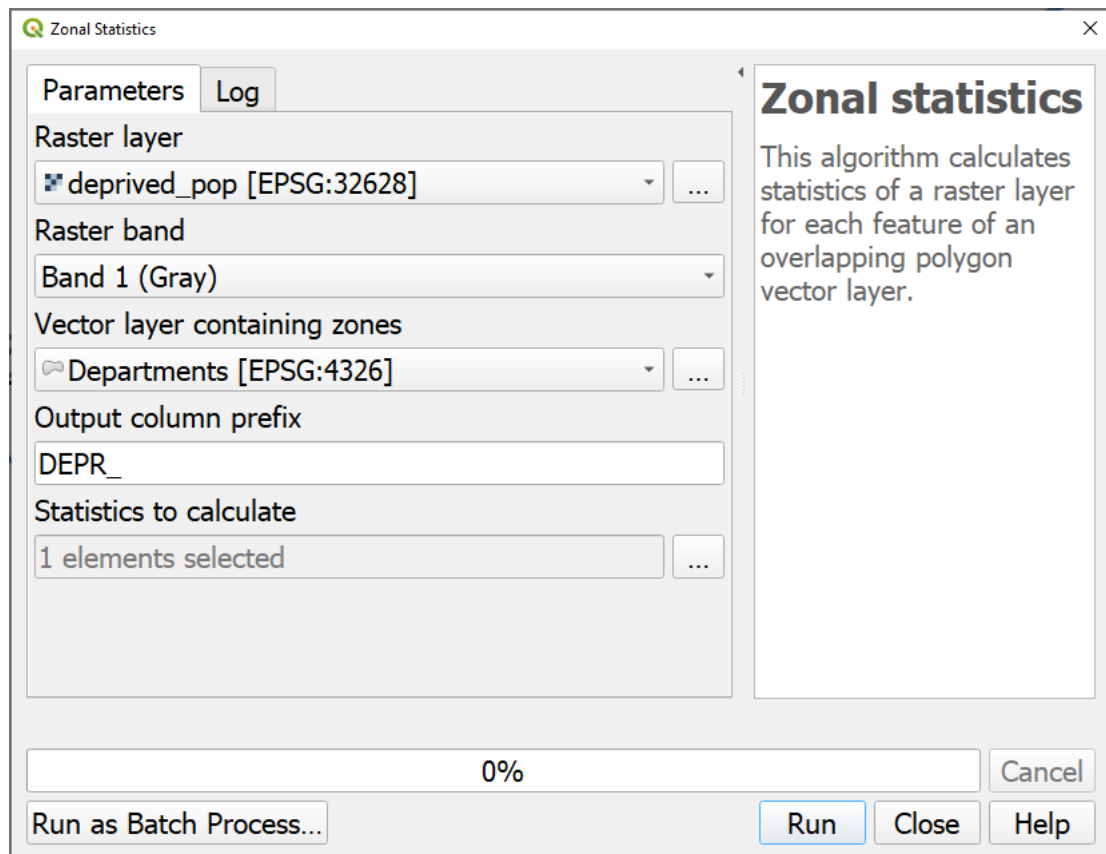 Zonal Statistics
Parameters
Log
Raster layer
deprived_pop [EPSG:32628]
...
Raster band
Band 1 (Gray)
Vector layer containing zones
Departments [EPSG:4326]
...
Output column prefix
DEPR_
Statistics to calculate
1 elements selected
...
Zonal statistics
This algorithm calculates
statistics of a raster layer
for each feature of an
overlapping polygon
vector layer.
0%
Cancel
Run as Batch Process...
Run
Close
Help